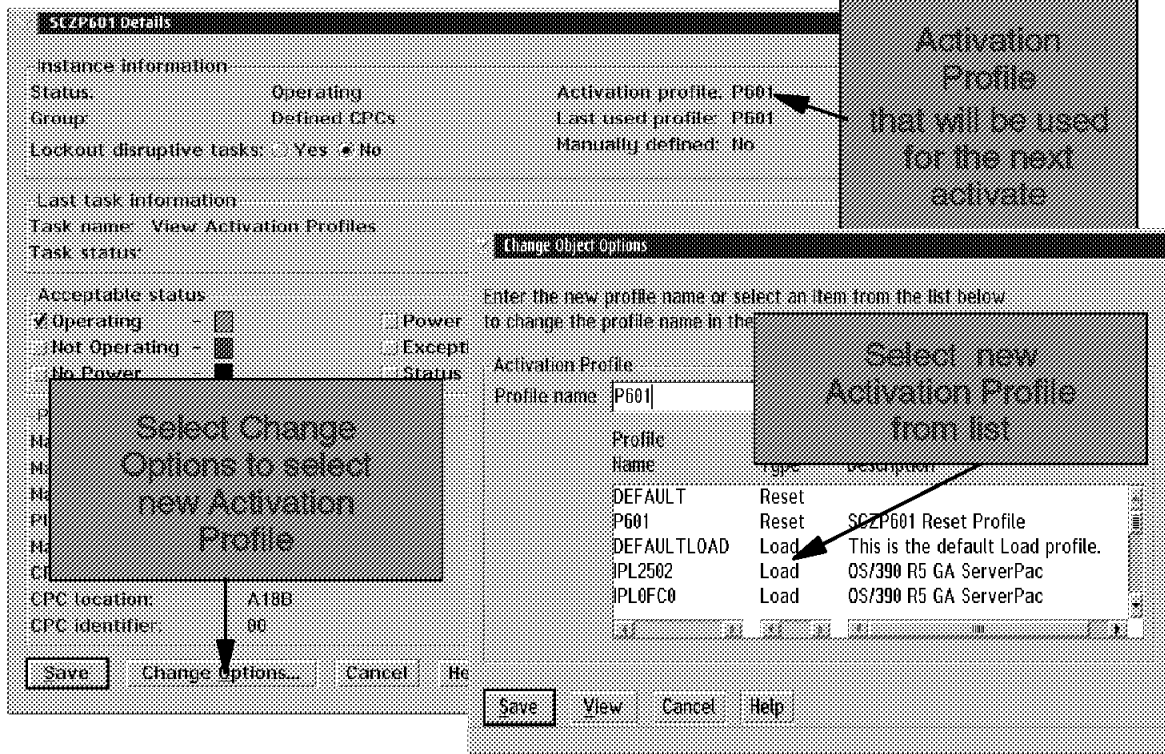 SCZP601 Details
Instance information
Status: Operating Activation profile: P601
Group: Defined CPCs Last used profile: P601
Lockout disruptive tasks: Yes No Manually defined: No
Last task information
Task name: View Activation Profiles
Task status:
Acceptable status
Operating - Power
Not Operating - Except
No Power - Status
CPC location: A18B
CPC identifier: 00
Save Change Options... Cancel He
Activation
Profile
that will be used
for the next
activate
Select Change
Options to select
new Activation
Profile
Change Object Options
Enter the new profile name or select an item from the list below
to change the profile name in the
Activation Profile
Profile name P601
Select new
Activation Profile
from list
Profile
Name Type Description
DEFAULT Reset
P601 Reset SCZP601 Reset Profile
DEFAULTLOAD Load This is the default Load profile.
IPL2502 Load OS/390 R5 GA ServerPac
IPL0FC0 Load OS/390 R5 GA ServerPac
Save View Cancel Help